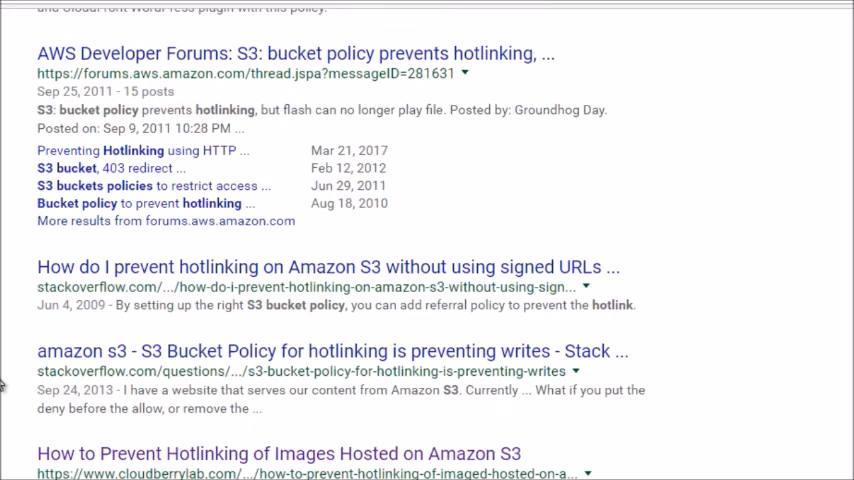 and CloudFront WordPress plugin with this policy.
AWS Developer Forums: S3: bucket policy prevents hotlinking, ...
https://forums.aws.amazon.com/thread.jspa?messageID=281631
Sep 25, 2011 - 15 posts
S3: bucket policy prevents hotlinking, but flash can no longer play file. Posted by: Groundhog Day.
Posted on: Sep 9, 2011 10:28 PM ...
Preventing Hotlinking using HTTP ... Mar 21, 2017
S3 bucket, 403 redirect ... Feb 12, 2012
S3 buckets policies to restrict access ... Jun 29, 2011
Bucket policy to prevent hotlinking ... Aug 18, 2010
More results from forums.aws.amazon.com
How do I prevent hotlinking on Amazon S3 without using signed URLs ...
stackoverflow.com/.../how-do-i-prevent-hotlinking-on-amazon-s3-without-using-sign...
Jun 4, 2009 - By setting up the right S3 bucket policy, you can add referral policy to prevent the hotlink.
amazon s3 - S3 Bucket Policy for hotlinking is preventing writes - Stack ...
stackoverflow.com/questions/.../s3-bucket-policy-for-hotlinking-is-preventing-writes
Sep 24, 2013 - I have a website that serves our content from Amazon S3. Currently ... What if you put the
deny before the allow, or remove the ...
How to Prevent Hotlinking of Images Hosted on Amazon S3
https://www.cloudberrylab.com/.../how-to-prevent-hotlinking-of-imaged-hosted-on-a...